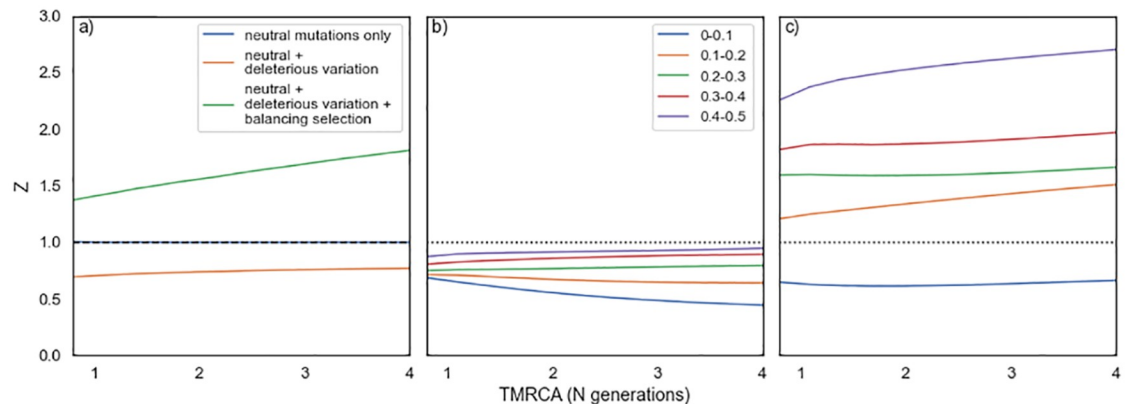 a)
neutral mutations only
neutral +
deleterious variation
neutral +
deleterious variation +
balancing selection
b)
0-0.1
0.1-0.2
0.2-0.3
0.3-0.4
0.4-0.5
c)
3.0
2.5
2.0
1.5
1.0
0.5
0.0
Z
1 2 3 4 1 2 3 4 1 2 3 4
TMRCA (N generations)